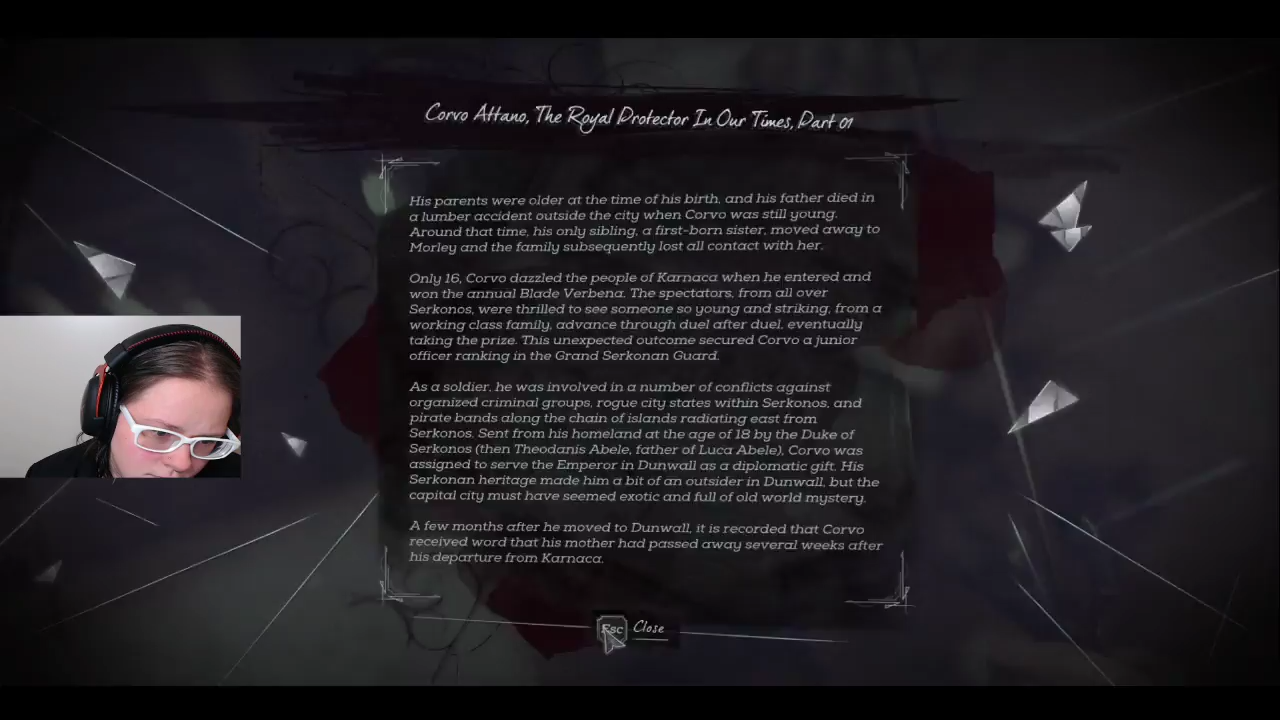 Corvo Attano, The Royal Protector In Our Times, Part 01
His parents were older at the time of his birth, and his father died in
a lumber accident outside the city when Corvo was still young.
Around that time, his only sibling, a first-born sister, moved away to
Morley and the family subsequently lost all contact with her.
Only 16, Corvo dazzled the people of Karnaca when he entered and
won the annual Blade Verbena. The spectators, from all over
Serkonos, were thrilled to see someone so young and striking, from a
working class family, advance through duel after duel, eventually
taking the prize. This unexpected outcome secured Corvo a junior
officer ranking in the Grand Serkonan Guard.
As a soldier, he was involved in a number of conflicts against
organized criminal groups, rogue city states within Serkonos, and
pirate bands along the chain of islands radiating east from
Serkonos. Sent from his homeland at the age of 18 by the Duke of
Serkonos (then Theodanis Abele, father of Luca Abele), Corvo was
assigned to serve the Emperor in Dunwall as a diplomatic gift. His
Serkonan heritage made him a bit of an outsider in Dunwall, but the
capital city must have seemed exotic and full of old world mystery.
A few months after he moved to Dunwall, it is recorded that Corvo
received word that his mother had passed away several weeks after
his departure from Karnaca.
Esc Close